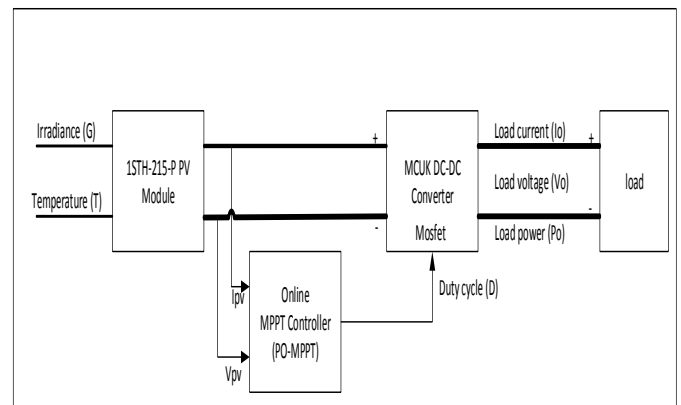 Irradiance (G)
Temperature (T)
1STH-215-P PV
Module
+
-
MCUK DC-DC
Converter
Mosfet
Load current (Io)
Load voltage (Vo)
Load power (Po)
+
-
load
Ipv
Vpv
Online
MPPT Controller
(PO-MPPT)
Duty cycle (D)